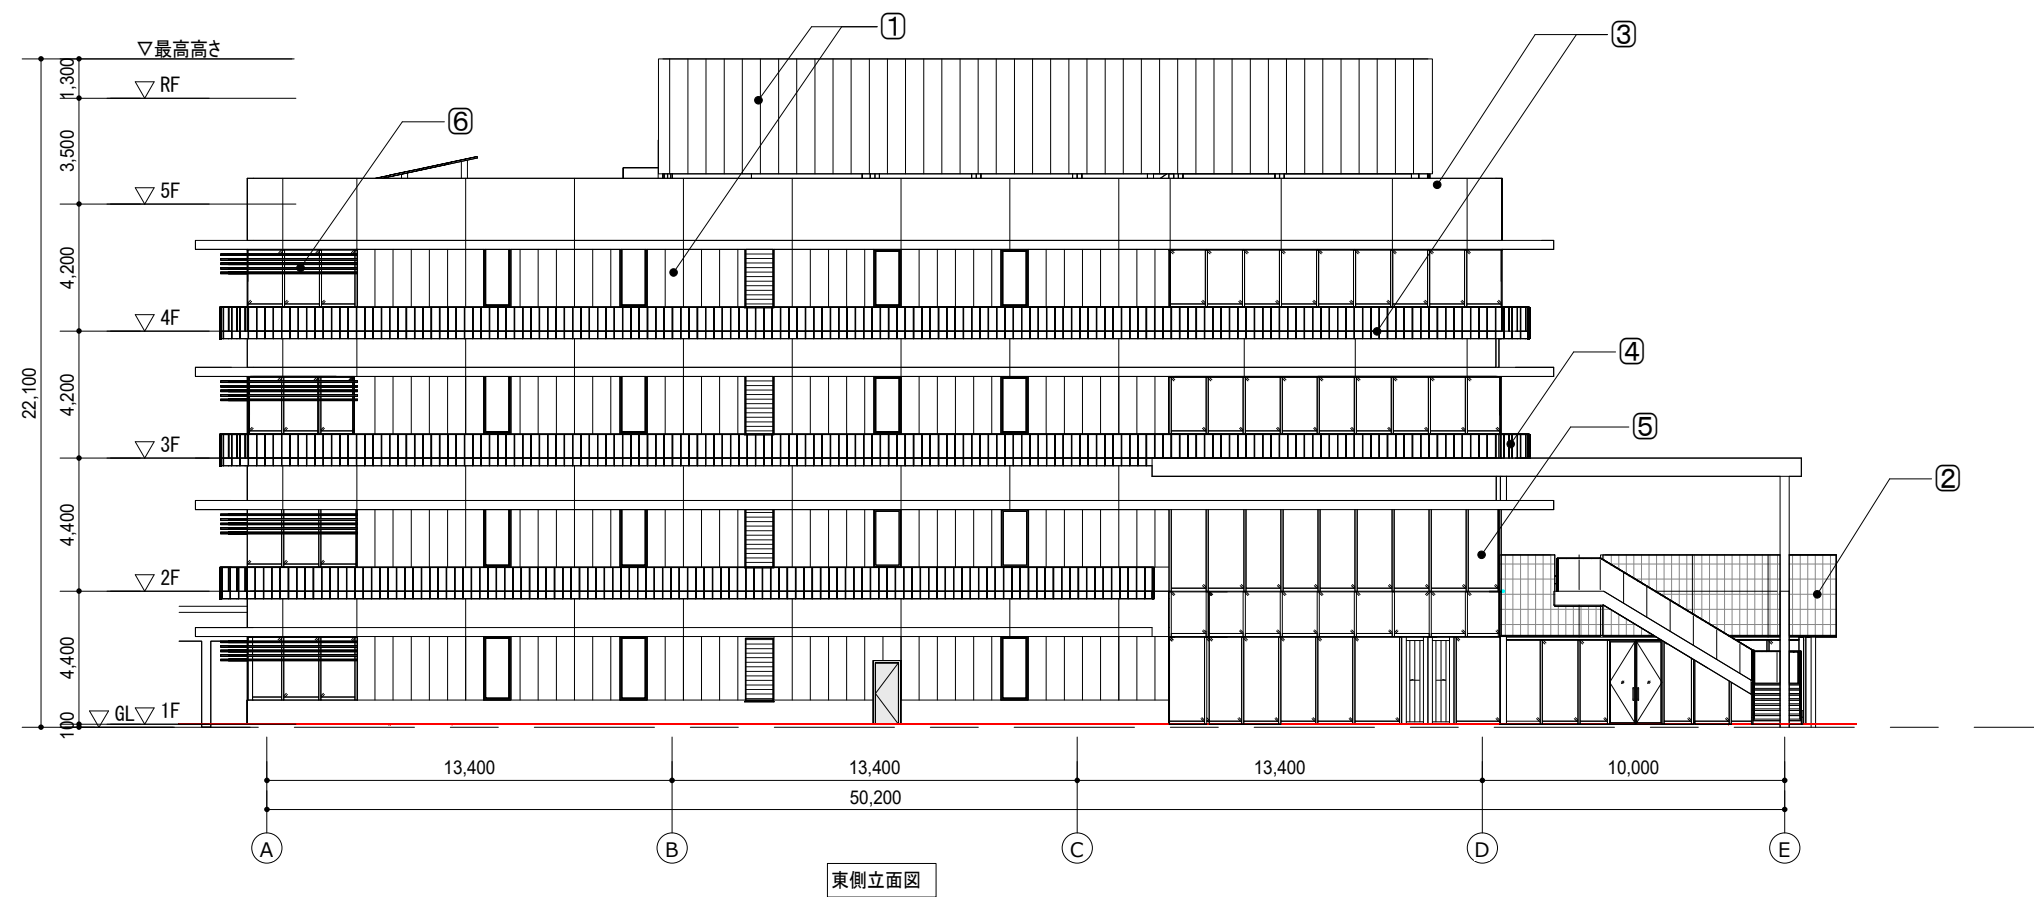 ①
③
▽最高高さ
1,300
▽ RF
⑥
3,500
▽ 5F
4,200
▽ 4F
④
22,100
4,200
⑤
▽ 3F
②
4,400
▽ 2F
4,400
▽ GL ▽ 1F
100
13,400 13,400 13,400 10,000
50,200
A B C D E
東側立面図